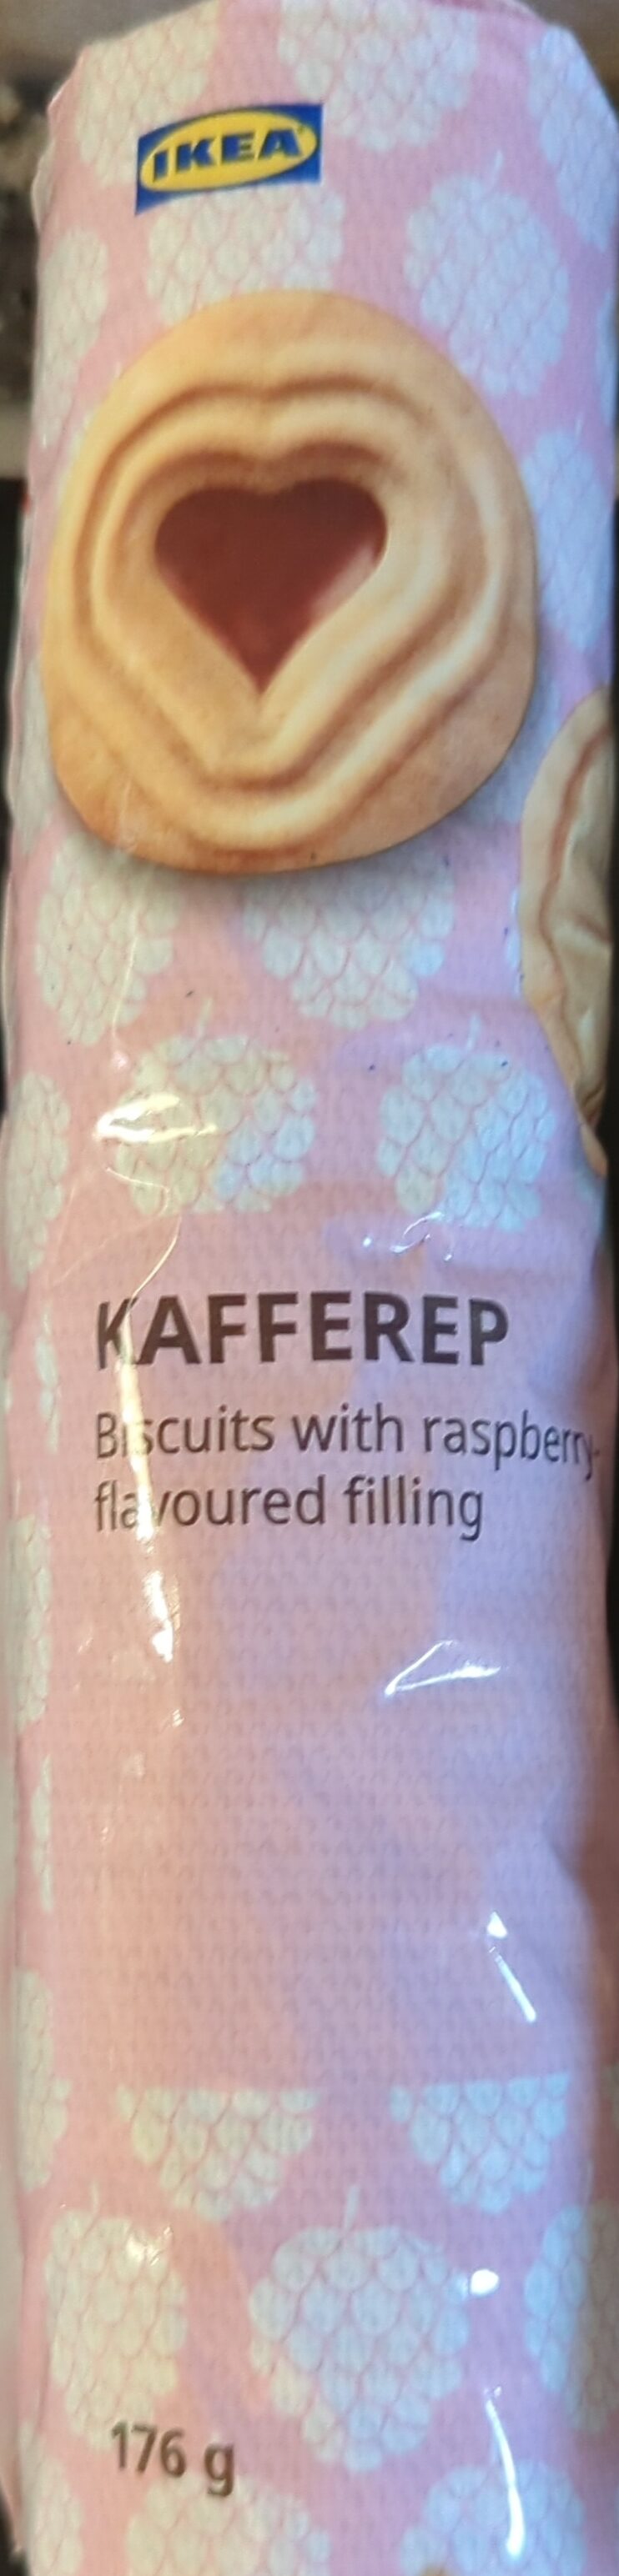 IKEA
KAFFEREP
Biscuits with raspberry-
flavoured filling
176 g